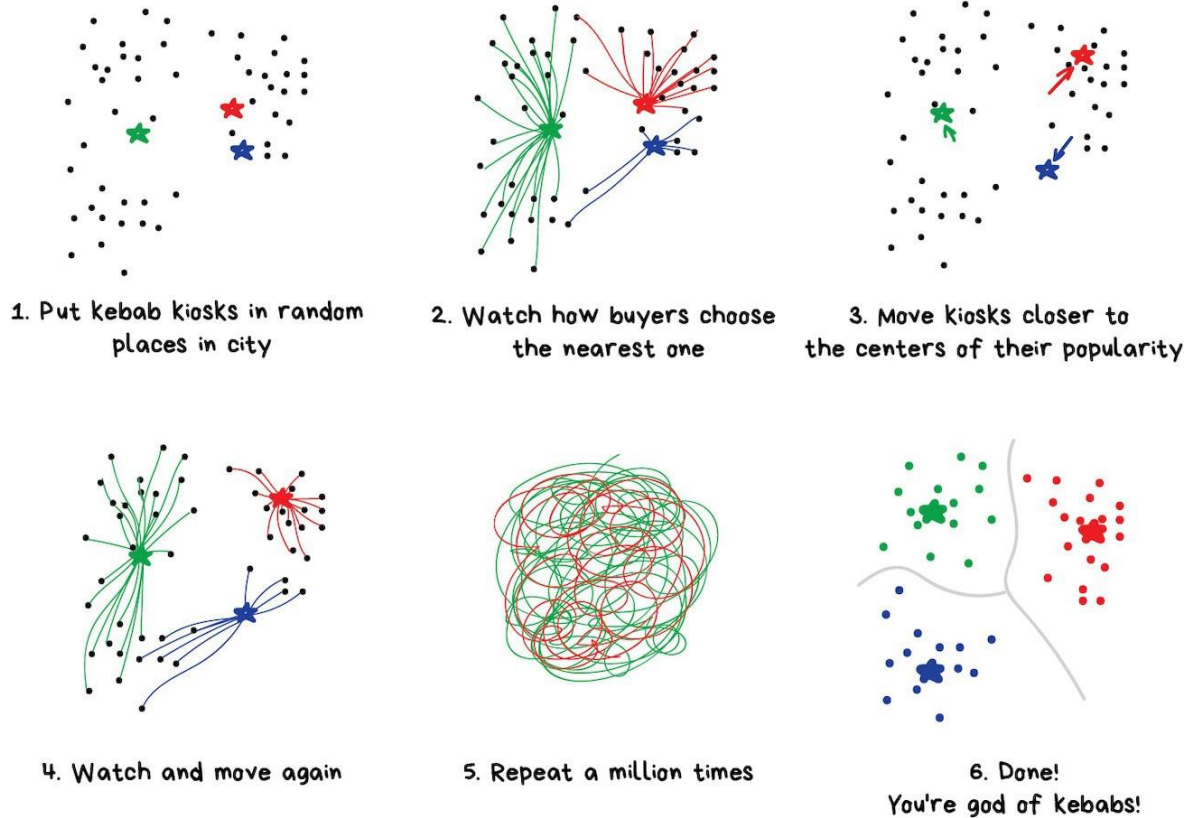 1. Put kebab kiosks in random
places in city
2. Watch how buyers choose
the nearest one
3. Move kiosks closer to
the centers of their popularity
4. Watch and move again
5. Repeat a million times
6. Done!
You're god of kebabs!